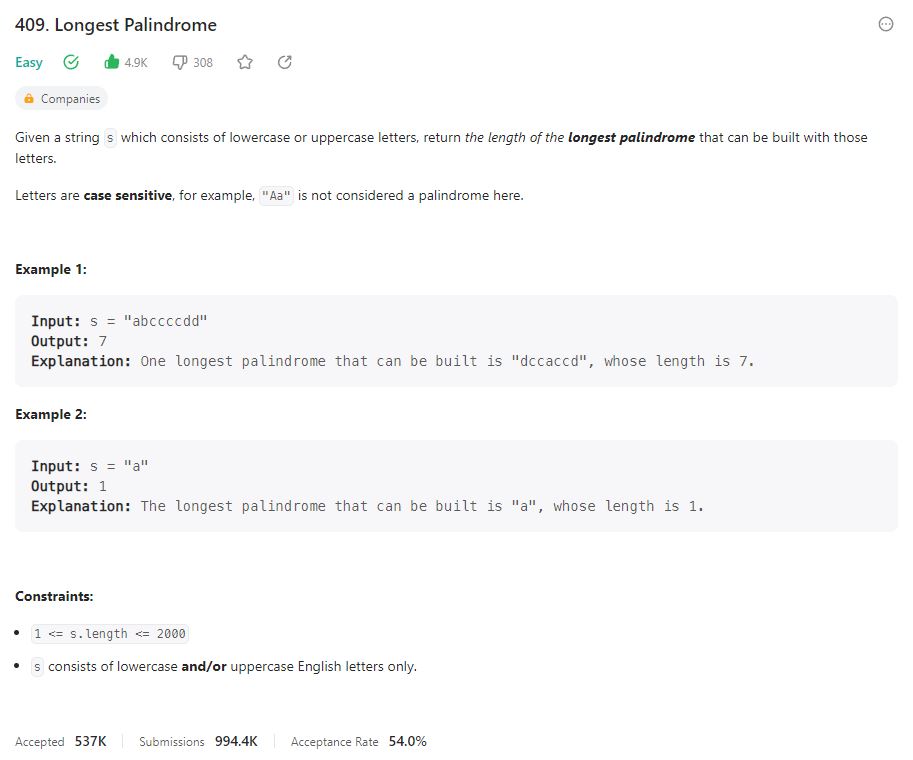 409. Longest Palindrome
Easy 4.9K 308
Companies
Given a string s which consists of lowercase or uppercase letters, return the length of the longest palindrome that can be built with those
letters.
Letters are case sensitive, for example, "Aa" is not considered a palindrome here.
Example 1:
Input: s = "abccccdd"
Output: 7
Explanation: One longest palindrome that can be built is "dccaccd", whose length is 7.
Example 2:
Input: s = "a"
Output: 1
Explanation: The longest palindrome that can be built is "a", whose length is 1.
Constraints:
• 1 <= s.length <= 2000
• s consists of lowercase and/or uppercase English letters only.
Accepted 537K Submissions 994.4K Acceptance Rate 54.0%